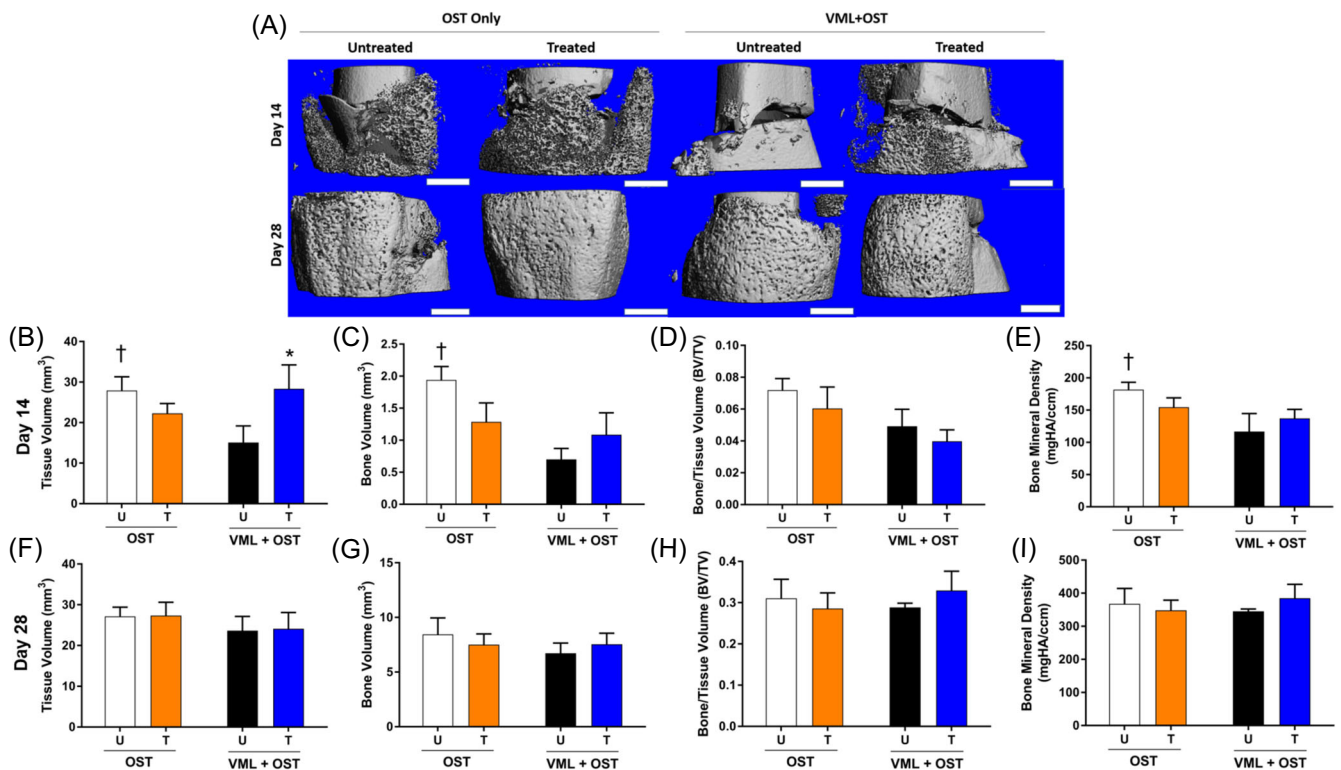 (A)
OST Only
VML+OST
Untreated
Treated
Untreated
Treated
Day 14
Day 28
Day 14
(B)
Tissue Volume (mm³)
40
30
20
10
0
†
*
U
T
U
T
OST
VML + OST
(C)
Bone Volume (mm³)
2.5
2.0
1.5
1.0
0.5
0.0
†
U
T
U
T
OST
VML + OST
(D)
Bone/Tissue Volume (BV/TV)
0.10
0.08
0.06
0.04
0.02
0.00
U
T
U
T
OST
VML + OST
(E)
Bone Mineral Density
(mgHA/ccm)
250
200
150
100
50
0
†
U
T
U
T
OST
VML + OST
Day 28
(F)
Tissue Volume (mm³)
40
30
20
10
0
U
T
U
T
OST
VML + OST
(G)
Bone Volume (mm³)
15
10
5
0
U
T
U
T
OST
VML + OST
(H)
Bone/Tissue Volume (BV/TV)
0.4
0.3
0.2
0.1
0.0
U
T
U
T
OST
VML + OST
(I)
Bone Mineral Density
(mgHA/ccm)
500
400
300
200
100
0
U
T
U
T
OST
VML + OST